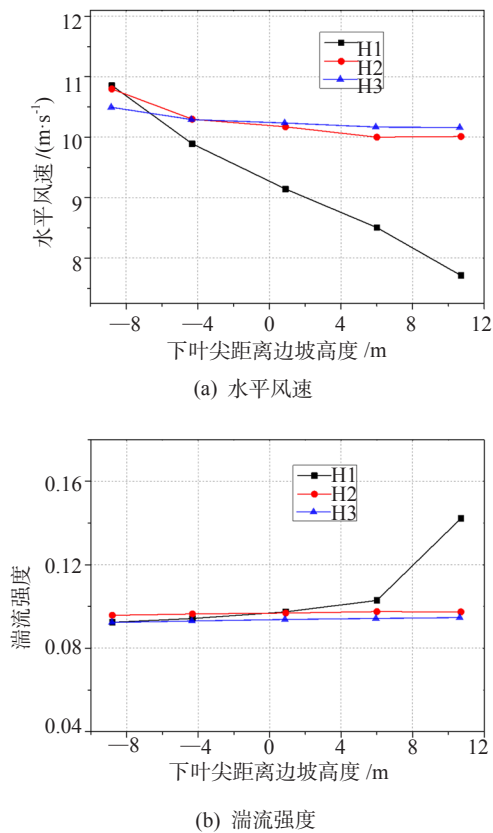 12
11
10
9
8
水平风速 /(m·s⁻¹)
H1
H2
H3
—8
—4
0
4
8
12
下叶尖距离边坡高度 /m
(a) 水平风速
0.16
0.12
0.08
0.04
湍流强度
H1
H2
H3
—8
—4
0
4
8
12
下叶尖距离边坡高度 /m
(b) 湍流强度